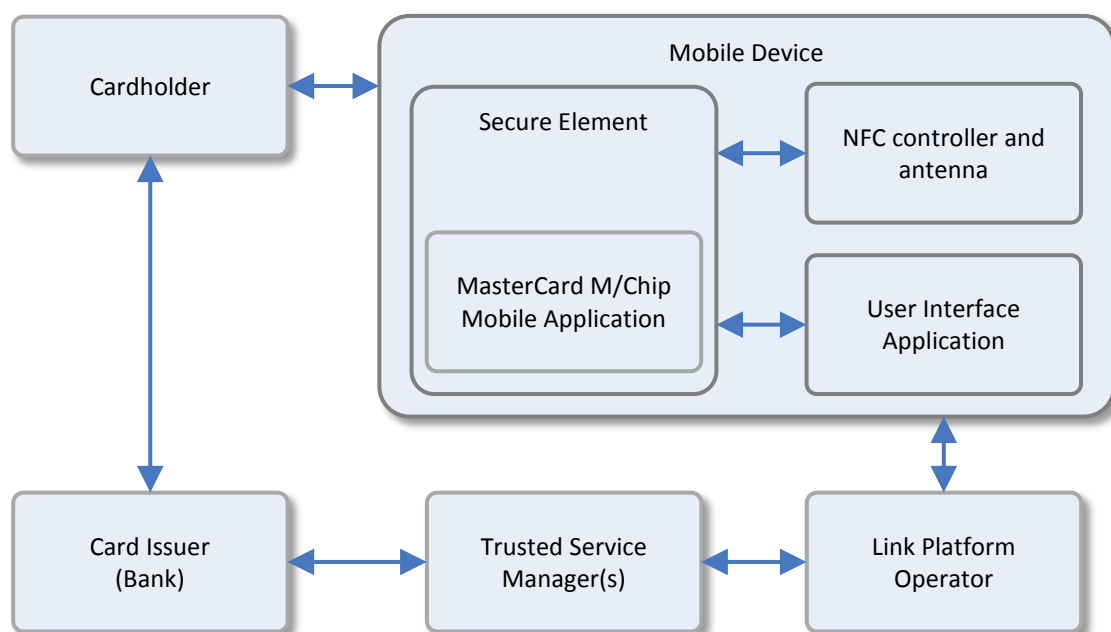 Cardholder
Mobile Device
Secure Element
NFC controller and
antenna
MasterCard M/Chip
Mobile Application
User Interface
Application
Card Issuer
(Bank)
Trusted Service
Manager(s)
Link Platform
Operator